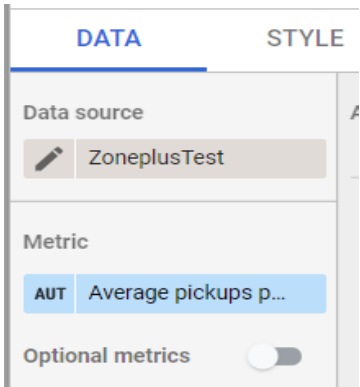 DATA STYLE
Data source
ZoneplusTest
Metric
AUT Average pickups p...
Optional metrics